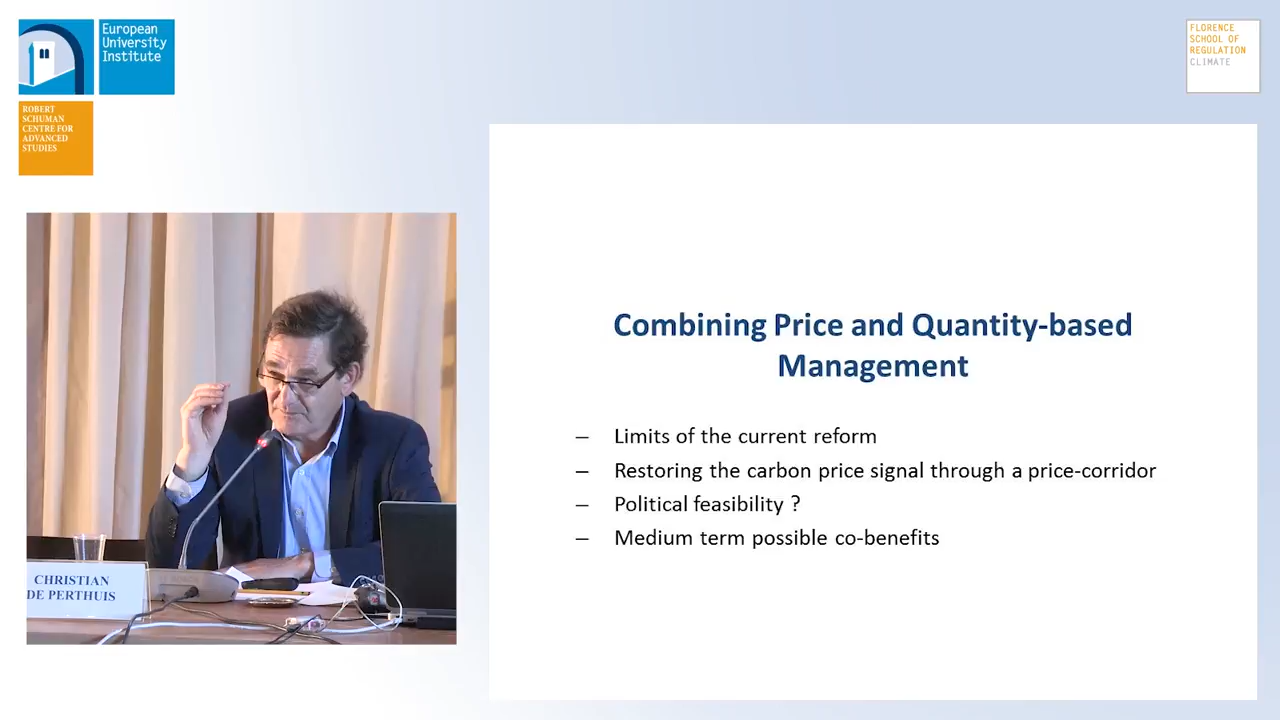 European
University
Institute
ROBERT
SCHUMAN
CENTRE FOR
ADVANCED
STUDIES
FLORENCE
SCHOOL OF
REGULATION
CLIMATE
Combining Price and Quantity-based
Management
– Limits of the current reform
– Restoring the carbon price signal through a price-corridor
– Political feasibility ?
– Medium term possible co-benefits
CHRISTIAN
DE PERTHUIS